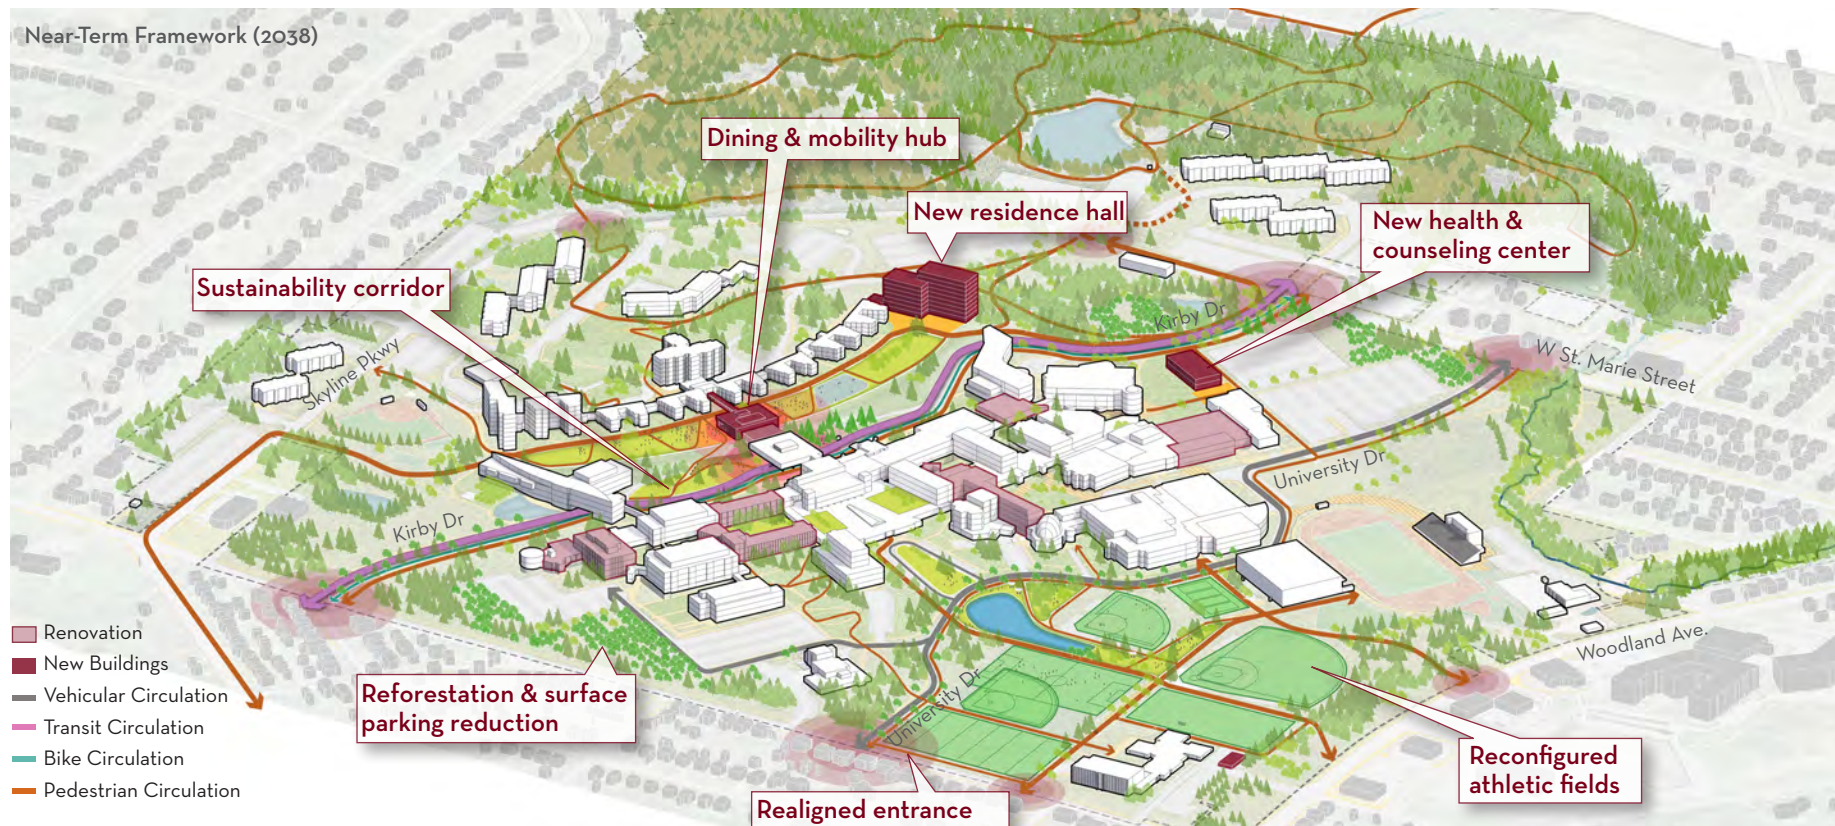 Near-Term Framework (2038)
Dining & mobility hub
New residence hall
New health &
counseling center
Sustainability corridor
Kirby Dr
Skyline Pkwy
W St. Marie Street
University Dr
Kirby Dr
Woodland Ave.
Renovation
New Buildings
Vehicular Circulation
Transit Circulation
Bike Circulation
Pedestrian Circulation
Reforestation & surface
parking reduction
University Dr
Realigned entrance
Reconfigured
athletic fields